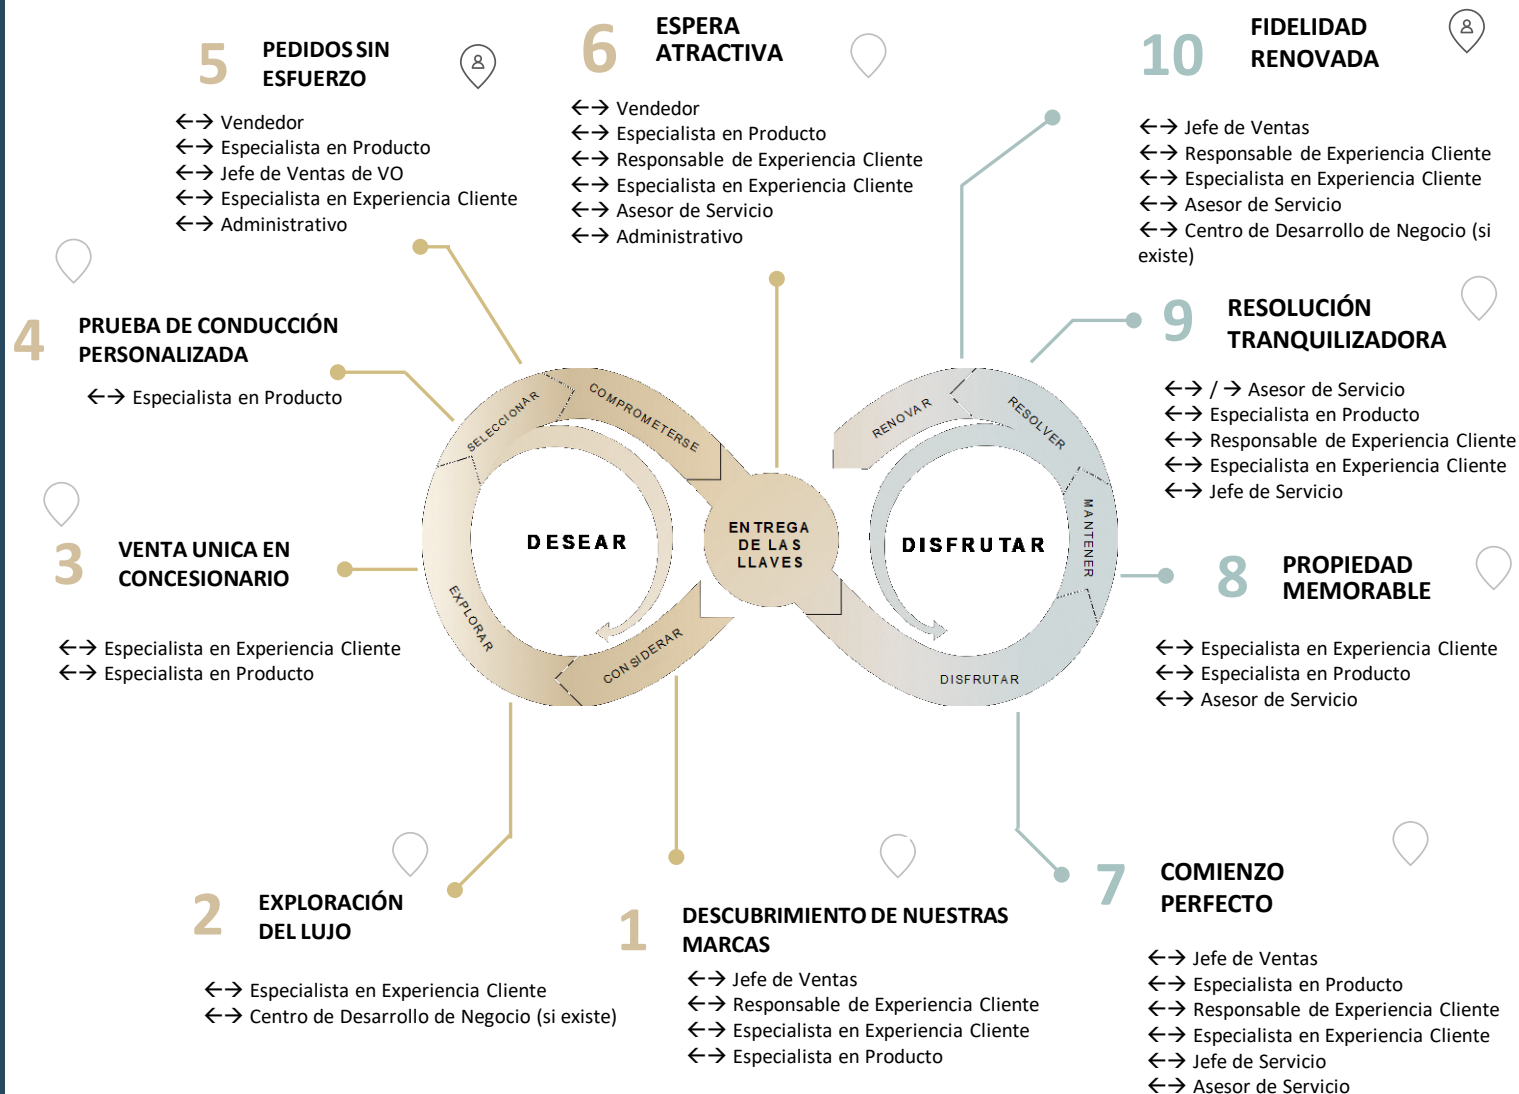 5
PEDIDOS SIN
ESFUERZO
←→ Vendedor
←→ Especialista en Producto
←→ Jefe de Ventas de VO
←→ Especialista en Experiencia Cliente
←→ Administrativo
6
ESPERA
ATRACTIVA
←→ Vendedor
←→ Especialista en Producto
←→ Responsable de Experiencia Cliente
←→ Especialista en Experiencia Cliente
←→ Asesor de Servicio
←→ Administrativo
10
FIDELIDAD
RENOVADA
←→ Jefe de Ventas
←→ Responsable de Experiencia Cliente
←→ Especialista en Experiencia Cliente
←→ Asesor de Servicio
←→ Centro de Desarrollo de Negocio (si
existe)
4
PRUEBA DE CONDUCCIÓN
PERSONALIZADA
←→ Especialista en Producto
9
RESOLUCIÓN
TRANQUILIZADORA
←→ / → Asesor de Servicio
←→ Especialista en Producto
←→ Responsable de Experiencia Cliente
←→ Especialista en Experiencia Cliente
←→ Jefe de Servicio
SELECCIONAR
COMPROMETERSE
RENOVAR
RESOLVER
MANTENER
DESEAR
ENTREGA
DE LAS
LLAVES
DISFRUTAR
EXPLORAR
CONSIDERAR
DISFRUTAR
3
VENTA UNICA EN
CONCESIONARIO
←→ Especialista en Experiencia Cliente
←→ Especialista en Producto
8
PROPIEDAD
MEMORABLE
←→ Especialista en Experiencia Cliente
←→ Especialista en Producto
←→ Asesor de Servicio
2
EXPLORACIÓN
DEL LUJO
←→ Especialista en Experiencia Cliente
←→ Centro de Desarrollo de Negocio (si existe)
1
DESCUBRIMIENTO DE NUESTRAS
MARCAS
←→ Jefe de Ventas
←→ Responsable de Experiencia Cliente
←→ Especialista en Experiencia Cliente
←→ Especialista en Producto
7
COMIENZO
PERFECTO
←→ Jefe de Ventas
←→ Especialista en Producto
←→ Responsable de Experiencia Cliente
←→ Especialista en Experiencia Cliente
←→ Jefe de Servicio
←→ Asesor de Servicio